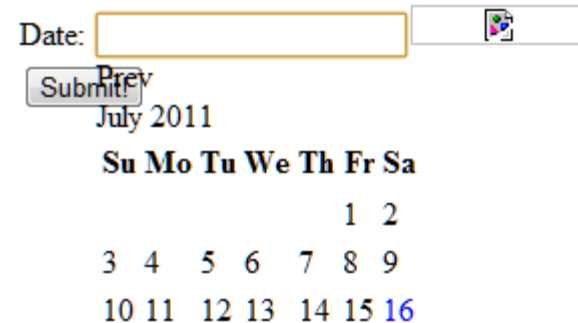 Date:
Prev
Submit!
July 2011
Su Mo Tu We Th Fr Sa
1 2
3 4 5 6 7 8 9
10 11 12 13 14 15 16